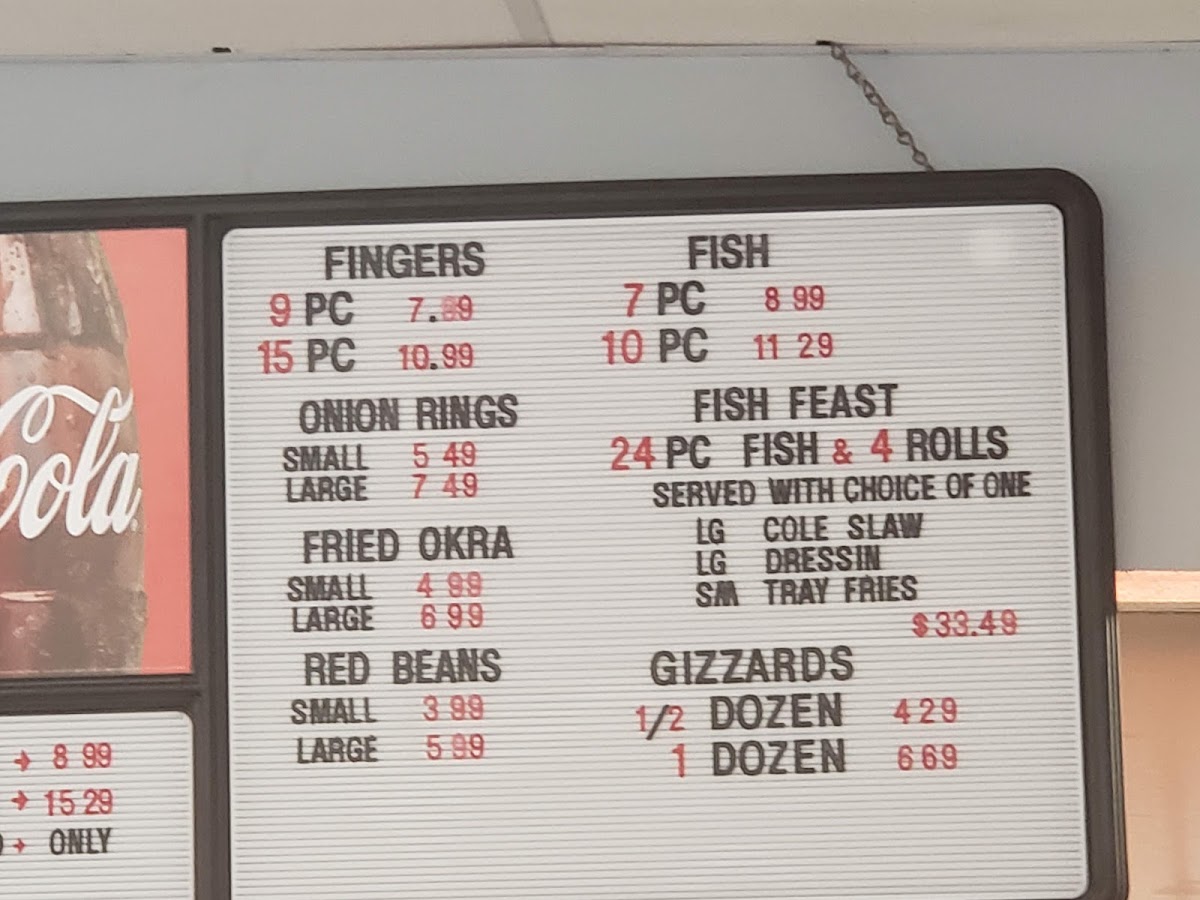 Cola
FINGERS
9 PC 7.99
15 PC 10.99
ONION RINGS
SMALL 5 49
LARGE 7 49
FRIED OKRA
SMALL 4 99
LARGE 6 99
RED BEANS
SMALL 3 99
LARGE 5 99
FISH
7 PC 8 99
10 PC 11 29
FISH FEAST
24 PC FISH & 4 ROLLS
SERVED WITH CHOICE OF ONE
LG COLE SLAW
LG DRESSIN
SM TRAY FRIES
$33.49
GIZZARDS
1/2 DOZEN 4 29
1 DOZEN 6 69
→ 8 99
→ 15 29
→ ONLY